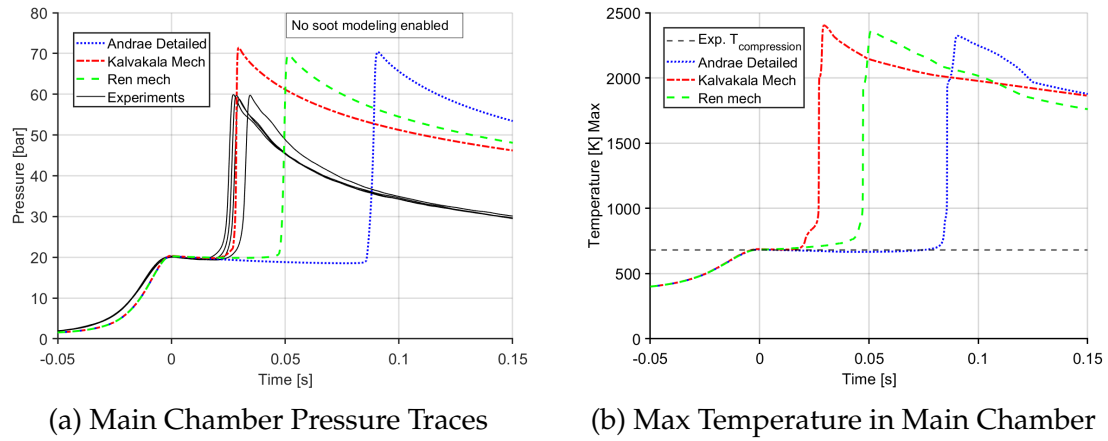 No soot modeling enabled
Andrae Detailed
Kalvakala Mech
Ren mech
Experiments
80
70
60
50
40
30
20
10
0
Pressure [bar]
-0.05
0
0.05
0.1
0.15
Time [s]
(a) Main Chamber Pressure Traces
Exp. T_compression
Andrae Detailed
Kalvakala Mech
Ren mech
2500
2000
1500
1000
500
0
Temperature [K] Max
-0.05
0
0.05
0.1
0.15
Time [s]
(b) Max Temperature in Main Chamber